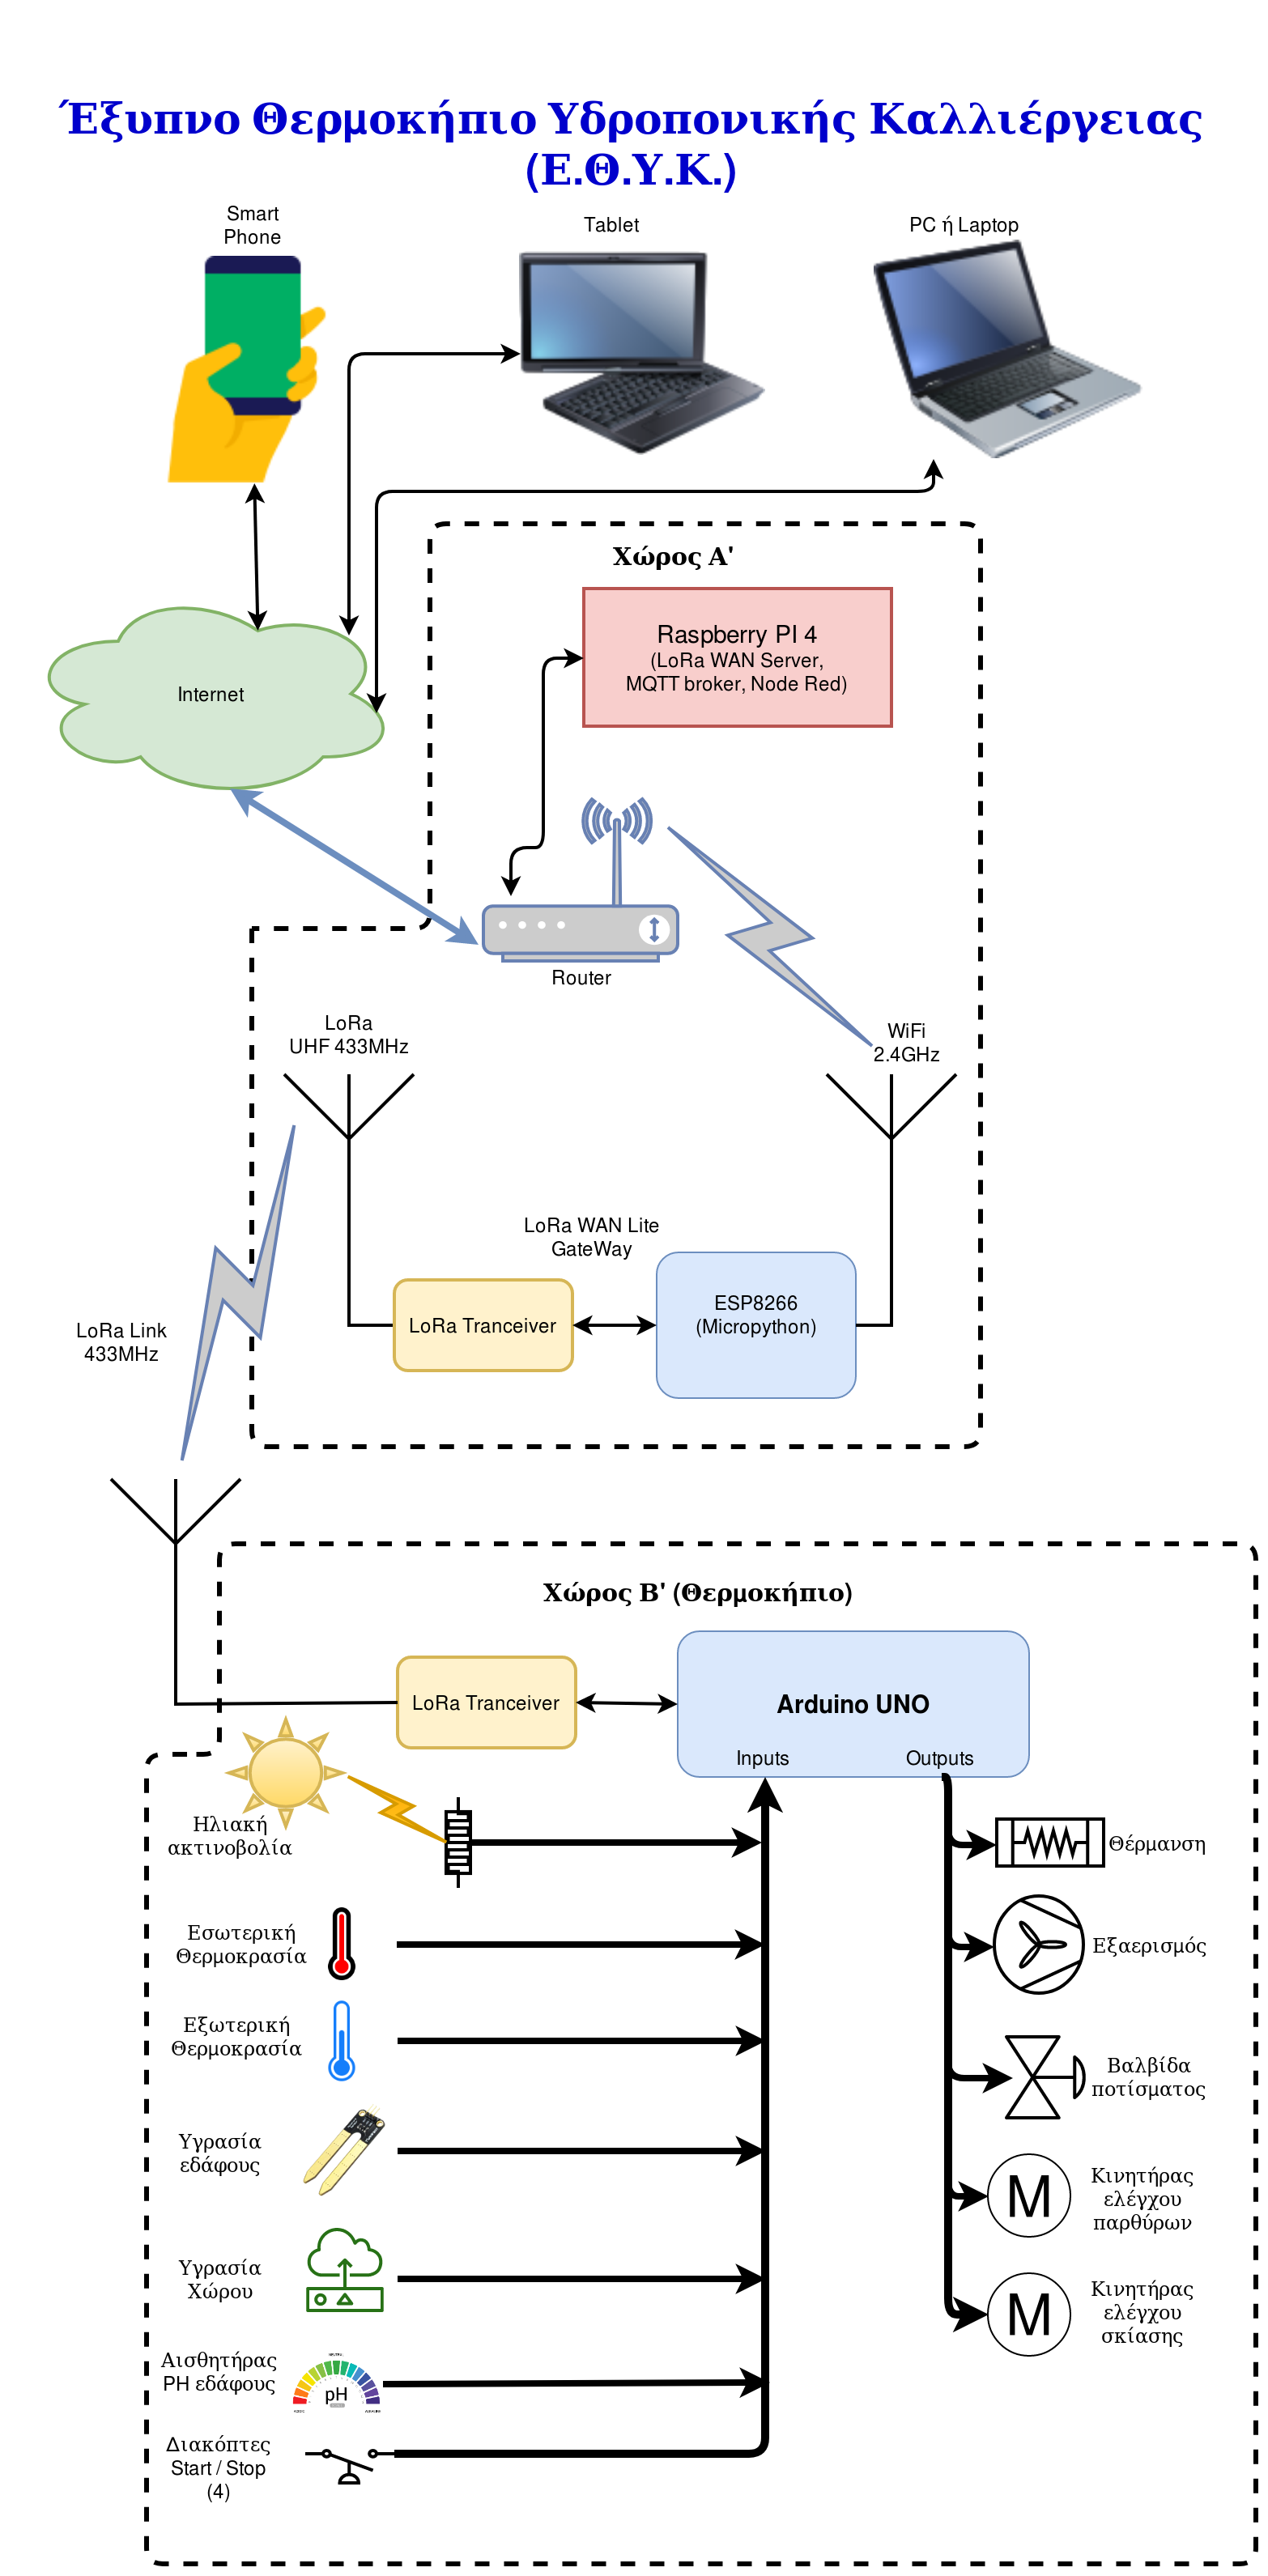 Έξυπνο Θερμοκήπιο Υδροπονικής Καλλιέργειας
(Ε.Θ.Υ.Κ.)
Smart
Phone
Tablet
PC ή Laptop
Χώρος Α'
Raspberry PI 4
(LoRa WAN Server,
MQTT broker, Node Red)
Internet
Router
LoRa
UHF 433MHz
WiFi
2.4GHz
LoRa WAN Lite
GateWay
LoRa Tranceiver
ESP8266
(Micropython)
LoRa Link
433MHz
Χώρος Β' (Θερμοκήπιο)
LoRa Tranceiver
Arduino UNO
Inputs
Outputs
Ηλιακή
ακτινοβολία
Θέρμανση
Εσωτερική
Θερμοκρασία
Εξαερισμός
Εξωτερική
Θερμοκρασία
Βαλβίδα
ποτίσματος
Υγρασία
εδάφους
Κινητήρας
ελέγχου
παρθύρων
Υγρασία
Χώρου
Κινητήρας
ελέγχου
σκίασης
Αισθητήρας
PH εδάφους
pH
Διακόπτες
Start / Stop
(4)
M
M